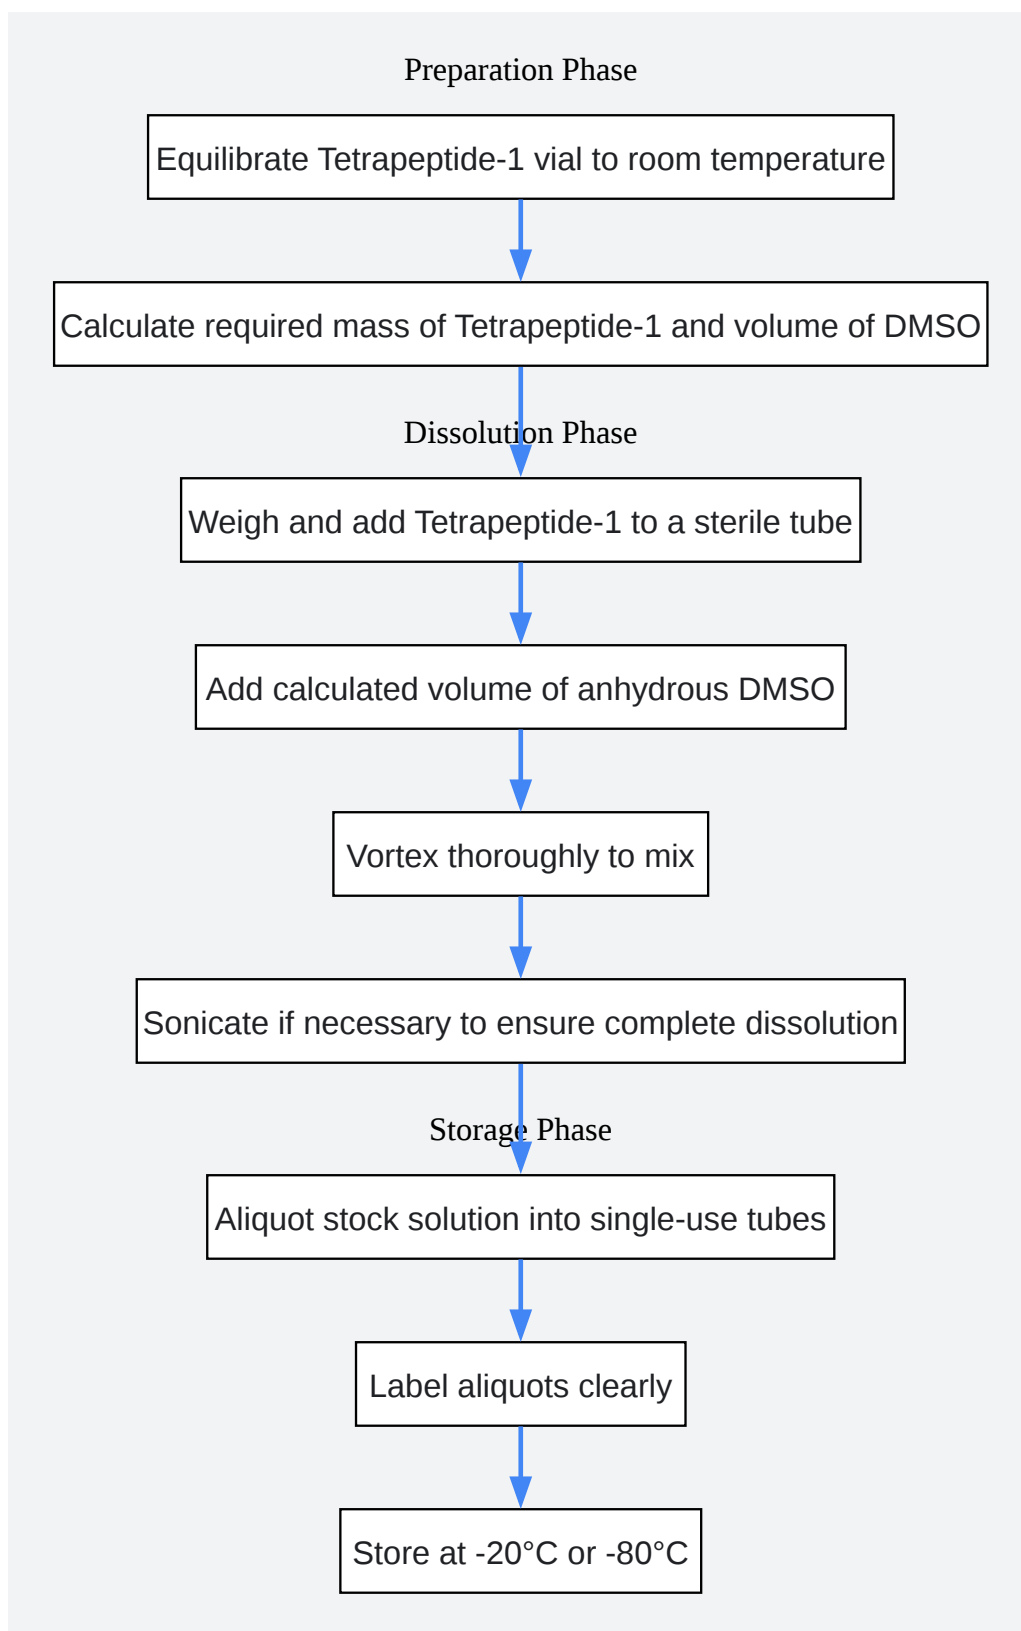 Preparation Phase
Equilibrate Tetrapeptide-1 vial to room temperature
Calculate required mass of Tetrapeptide-1 and volume of DMSO
Dissolution Phase
Weigh and add Tetrapeptide-1 to a sterile tube
Add calculated volume of anhydrous DMSO
Vortex thoroughly to mix
Sonicate if necessary to ensure complete dissolution
Storage Phase
Aliquot stock solution into single-use tubes
Label aliquots clearly
Store at -20°C or -80°C